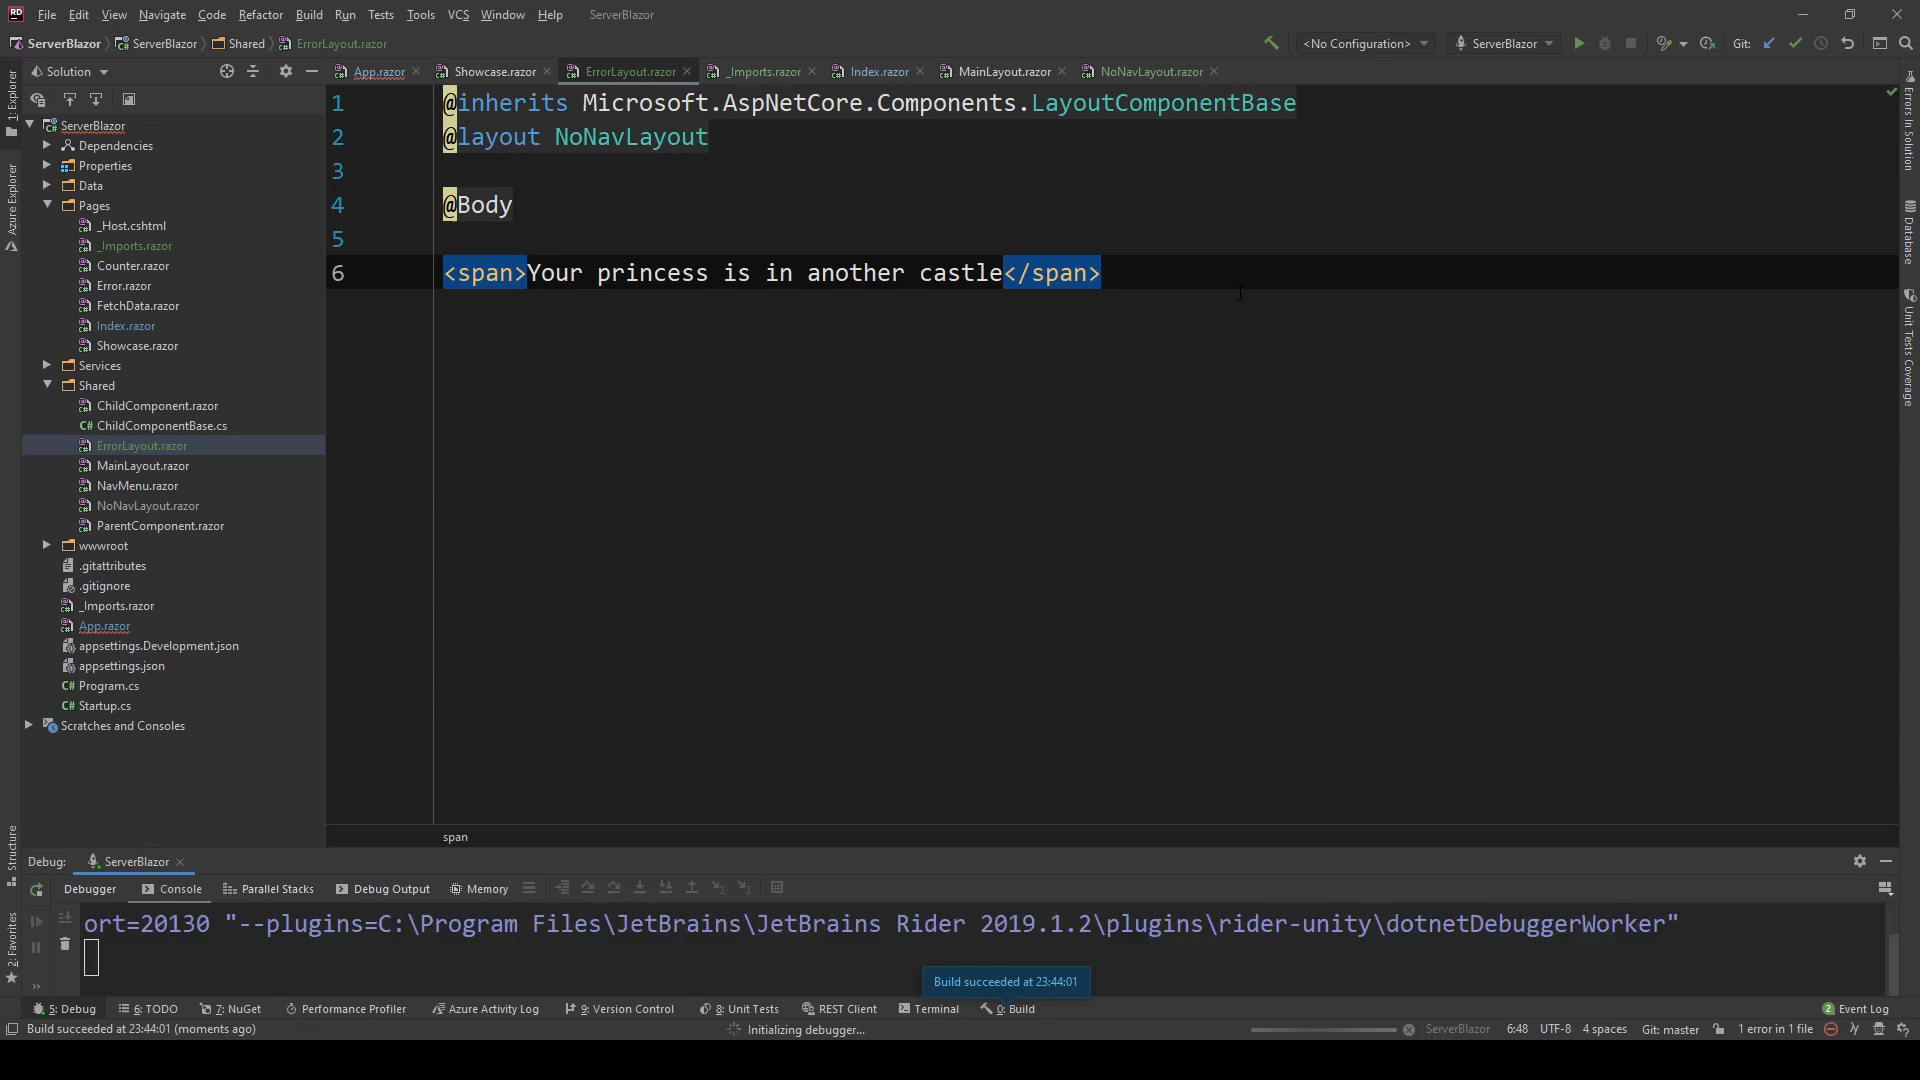 RD File Edit View Navigate Code Refactor Build Run Tests Tools VCS Window Help ServerBlazor
ServerBlazor ServerBlazor Shared ErrorLayout.razor <No Configuration> ServerBlazor Git:
Solution App.razor Showcase.razor ErrorLayout.razor _Imports.razor Index.razor MainLayout.razor NoNavLayout.razor
1: Explorer
Azure Explorer
Structure
2: Favorites
ServerBlazor
Dependencies
Properties
Data
Pages
_Host.cshtml
_Imports.razor
Counter.razor
Error.razor
FetchData.razor
Index.razor
Showcase.razor
Services
Shared
ChildComponent.razor
C# ChildComponentBase.cs
ErrorLayout.razor
MainLayout.razor
NavMenu.razor
NoNavLayout.razor
ParentComponent.razor
wwwroot
.gitattributes
.gitignore
_Imports.razor
App.razor
appsettings.Development.json
appsettings.json
C# Program.cs
C# Startup.cs
Scratches and Consoles
1 @inherits Microsoft.AspNetCore.Components.LayoutComponentBase
2 @layout NoNavLayout
3
4 @Body
5
6 <span>Your princess is in another castle</span>
span
Errors In Solution
Database
Unit Tests Coverage
Debug: ServerBlazor
Debugger Console Parallel Stacks Debug Output Memory
ort=20130 "--plugins=C:\Program Files\JetBrains\JetBrains Rider 2019.1.2\plugins\rider-unity\dotnetDebuggerWorker"
Build succeeded at 23:44:01
5: Debug 6: TODO 7: NuGet Performance Profiler Azure Activity Log 9: Version Control 8: Unit Tests REST Client Terminal 0: Build 2 Event Log
Build succeeded at 23:44:01 (moments ago) Initializing debugger... ServerBlazor 6:48 UTF-8 4 spaces Git: master 1 error in 1 file